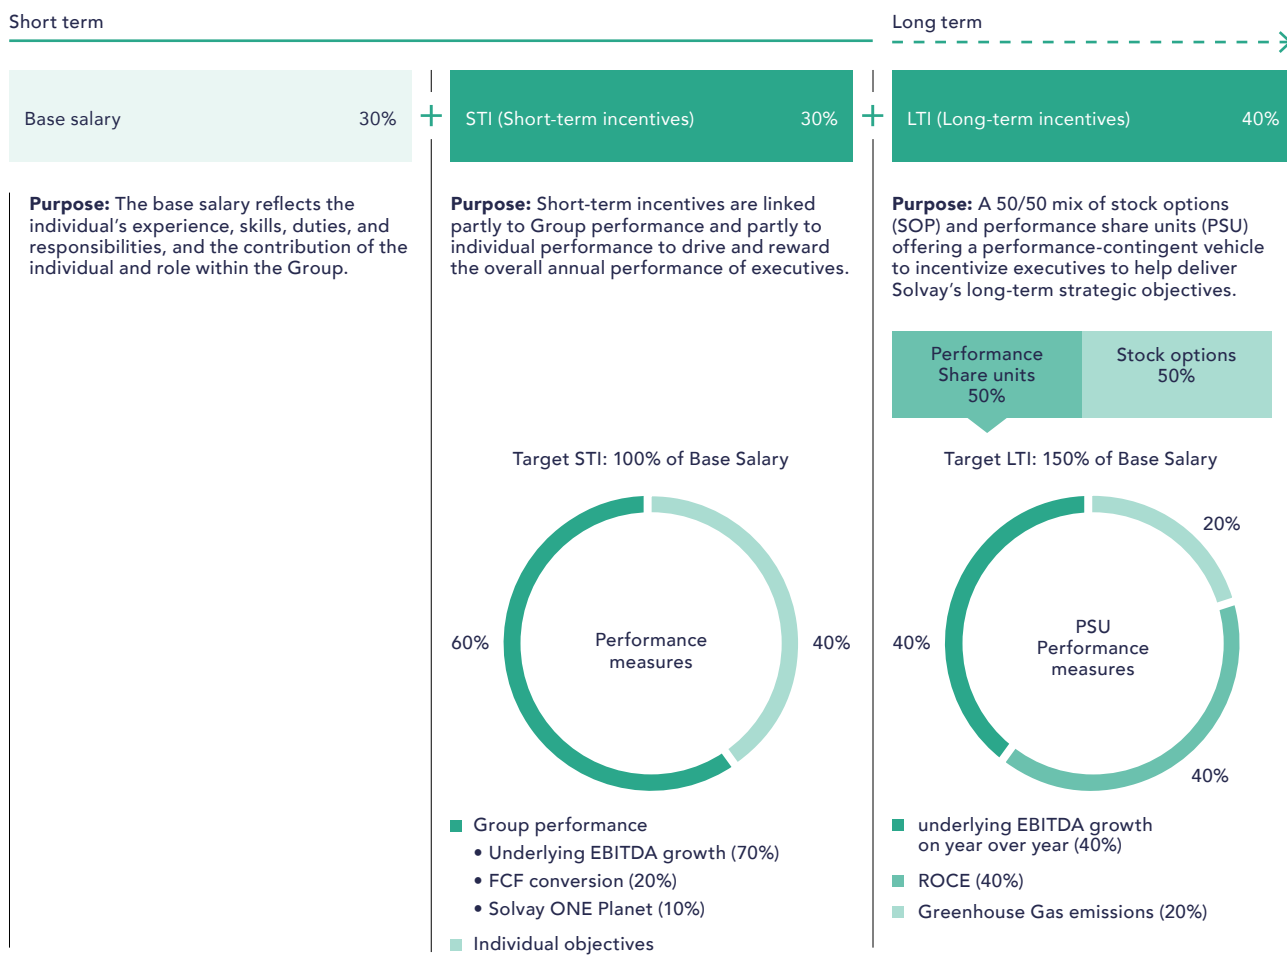 Short term
Long term
Base salary 30%
+
STI (Short-term incentives) 30%
+
LTI (Long-term incentives) 40%
Purpose: The base salary reflects the
individual’s experience, skills, duties, and
responsibilities, and the contribution of the
individual and role within the Group.
Purpose: Short-term incentives are linked
partly to Group performance and partly to
individual performance to drive and reward
the overall annual performance of executives.
Purpose: A 50/50 mix of stock options
(SOP) and performance share units (PSU)
offering a performance-contingent vehicle
to incentivize executives to help deliver
Solvay’s long-term strategic objectives.
Performance
Share units
50%
Stock options
50%
Target STI: 100% of Base Salary
60%
Performance
measures
40%
• Group performance
• Underlying EBITDA growth (70%)
• FCF conversion (20%)
• Solvay ONE Planet (10%)
Individual objectives
Target LTI: 150% of Base Salary
20%
40%
PSU
Performance
measures
40%
underlying EBITDA growth
on year over year (40%)
ROCE (40%)
Greenhouse Gas emissions (20%)